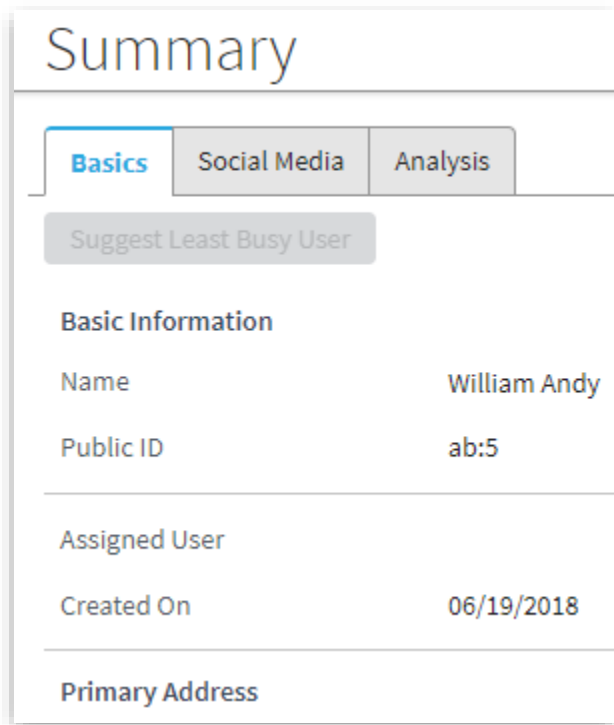 Summary
Basics Social Media Analysis
Suggest Least Busy User
Basic Information
Name William Andy
Public ID ab:5
Assigned User
Created On 06/19/2018
Primary Address